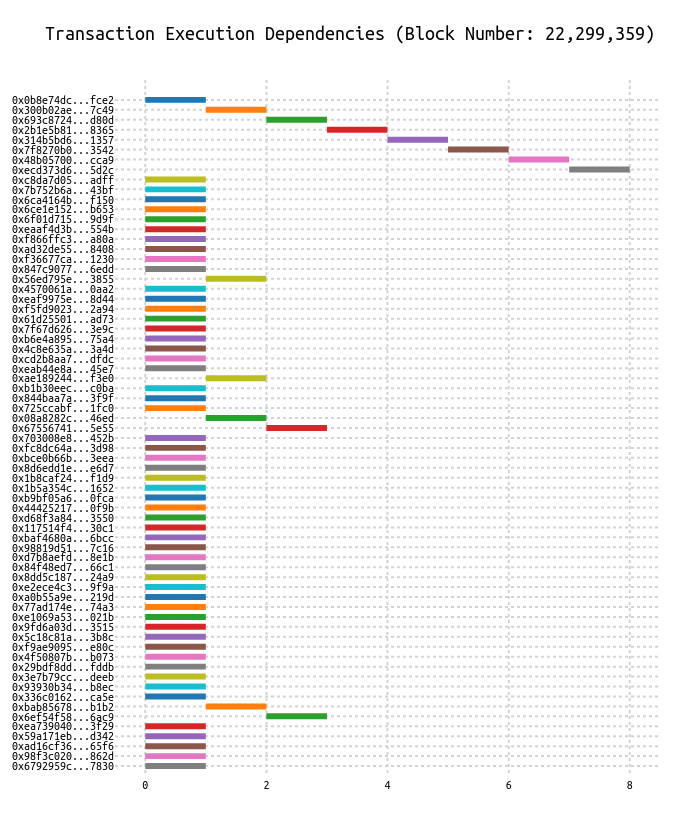 Transaction Execution Dependencies (Block Number: 22,299,359)
0x0b8e74dc...fce2
0x300b02ae...7c49
0x693c8724...d80d
0x2b1e5b81...8365
0x314b5bd6...1357
0x7f8270b0...3542
0x48b05700...cca9
0xecd373d6...5d2c
0xc8da7d05...adff
0x7b752b6a...43bf
0x6ca4164b...f150
0x6ce1e152...b653
0x6f01d715...9d9f
0xeaaf4d3b...554b
0xf866ffc3...a80a
0xad32de55...8408
0xf36677ca...1230
0x847c9077...6edd
0x56ed795e...3855
0x4570061a...0aa2
0xeaf9975e...8d44
0xf5fd9023...2a94
0x61d25501...ad73
0x7f67d626...3e9c
0xb6e4a895...75a4
0x4c8e635a...3a4d
0xcd2b8aa7...dfdc
0xeab44e8a...45e7
0xae189244...f3e0
0xb1b30eec...c0ba
0x844baa7a...3f9f
0x725ccabf...1fc0
0x08a8282c...46ed
0x67556741...5e55
0x703008e8...452b
0xfc8dc64a...3d98
0xbce0b66b...3eea
0x8d6edd1e...e6d7
0x1b8caf24...f1d9
0x1b5a354c...1652
0xb9bf05a6...0fca
0x44425217...0f9b
0xd68f3a84...3550
0x117514f4...30c1
0xbaf4680a...6bcc
0x98819d51...7c16
0xd7b8aefd...8e1b
0x84f48ed7...66c1
0x8dd5c187...24a9
0xe2ece4c3...9f9a
0xa0b55a9e...219d
0x77ad174e...74a3
0xe1069a53...021b
0x9fd6a03d...3515
0x5c18c81a...3b8c
0xf9ae9095...e80c
0x4f50807b...b073
0x29bdf8dd...fddb
0x3e7b79cc...deeb
0x93930b34...b8ec
0x336c0162...ca5e
0xbab85678...b1b2
0x6ef54f58...6ac9
0xea739040...3f29
0x59a171eb...d342
0xad16cf36...65f6
0x98f3c020...862d
0x6792959c...7830
0 2 4 6 8